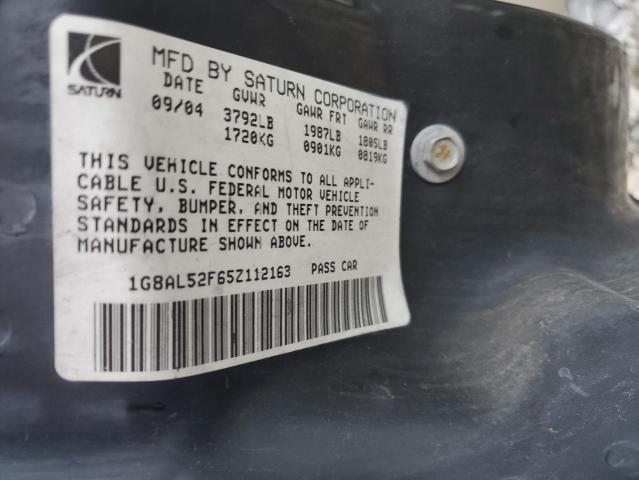 SATURN
MFD BY SATURN CORPORATION
DATE GVWR GAWR FRT GAWR RR
09/04 3792LB 1987LB 1805LB
1720KG 0901KG 0819KG
THIS VEHICLE CONFORMS TO ALL APPLI-
CABLE U.S. FEDERAL MOTOR VEHICLE
SAFETY, BUMPER, AND THEFT PREVENTION
STANDARDS IN EFFECT ON THE DATE OF
MANUFACTURE SHOWN ABOVE.
1G8AL52F65Z112163 PASS CAR